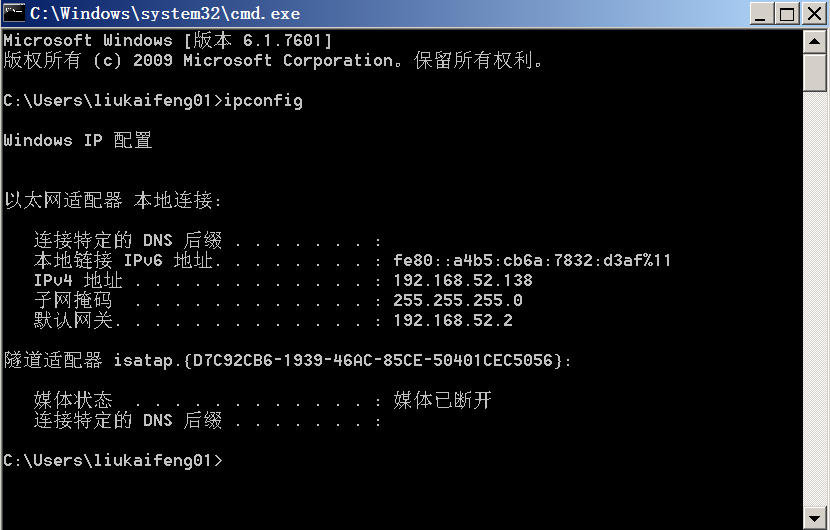 C:\Windows\system32\cmd.exe
Microsoft Windows [版本 6.1.7601]
版权所有 (c) 2009 Microsoft Corporation。保留所有权利。
C:\Users\liukaifeng01>ipconfig
Windows IP 配置
以太网适配器 本地连接:
连接特定的 DNS 后缀 . . . . . . . :
本地链接 IPv6 地址. . . . . . . . : fe80::a4b5:cb6a:7832:d3af%11
IPv4 地址 . . . . . . . . . . . . : 192.168.52.138
子网掩码  . . . . . . . . . . . . : 255.255.255.0
默认网关. . . . . . . . . . . . . : 192.168.52.2
隧道适配器 isatap.{D7C92CB6-1939-46AC-85CE-50401CEC5056}:
媒体状态  . . . . . . . . . . . . : 媒体已断开
连接特定的 DNS 后缀 . . . . . . . :
C:\Users\liukaifeng01>